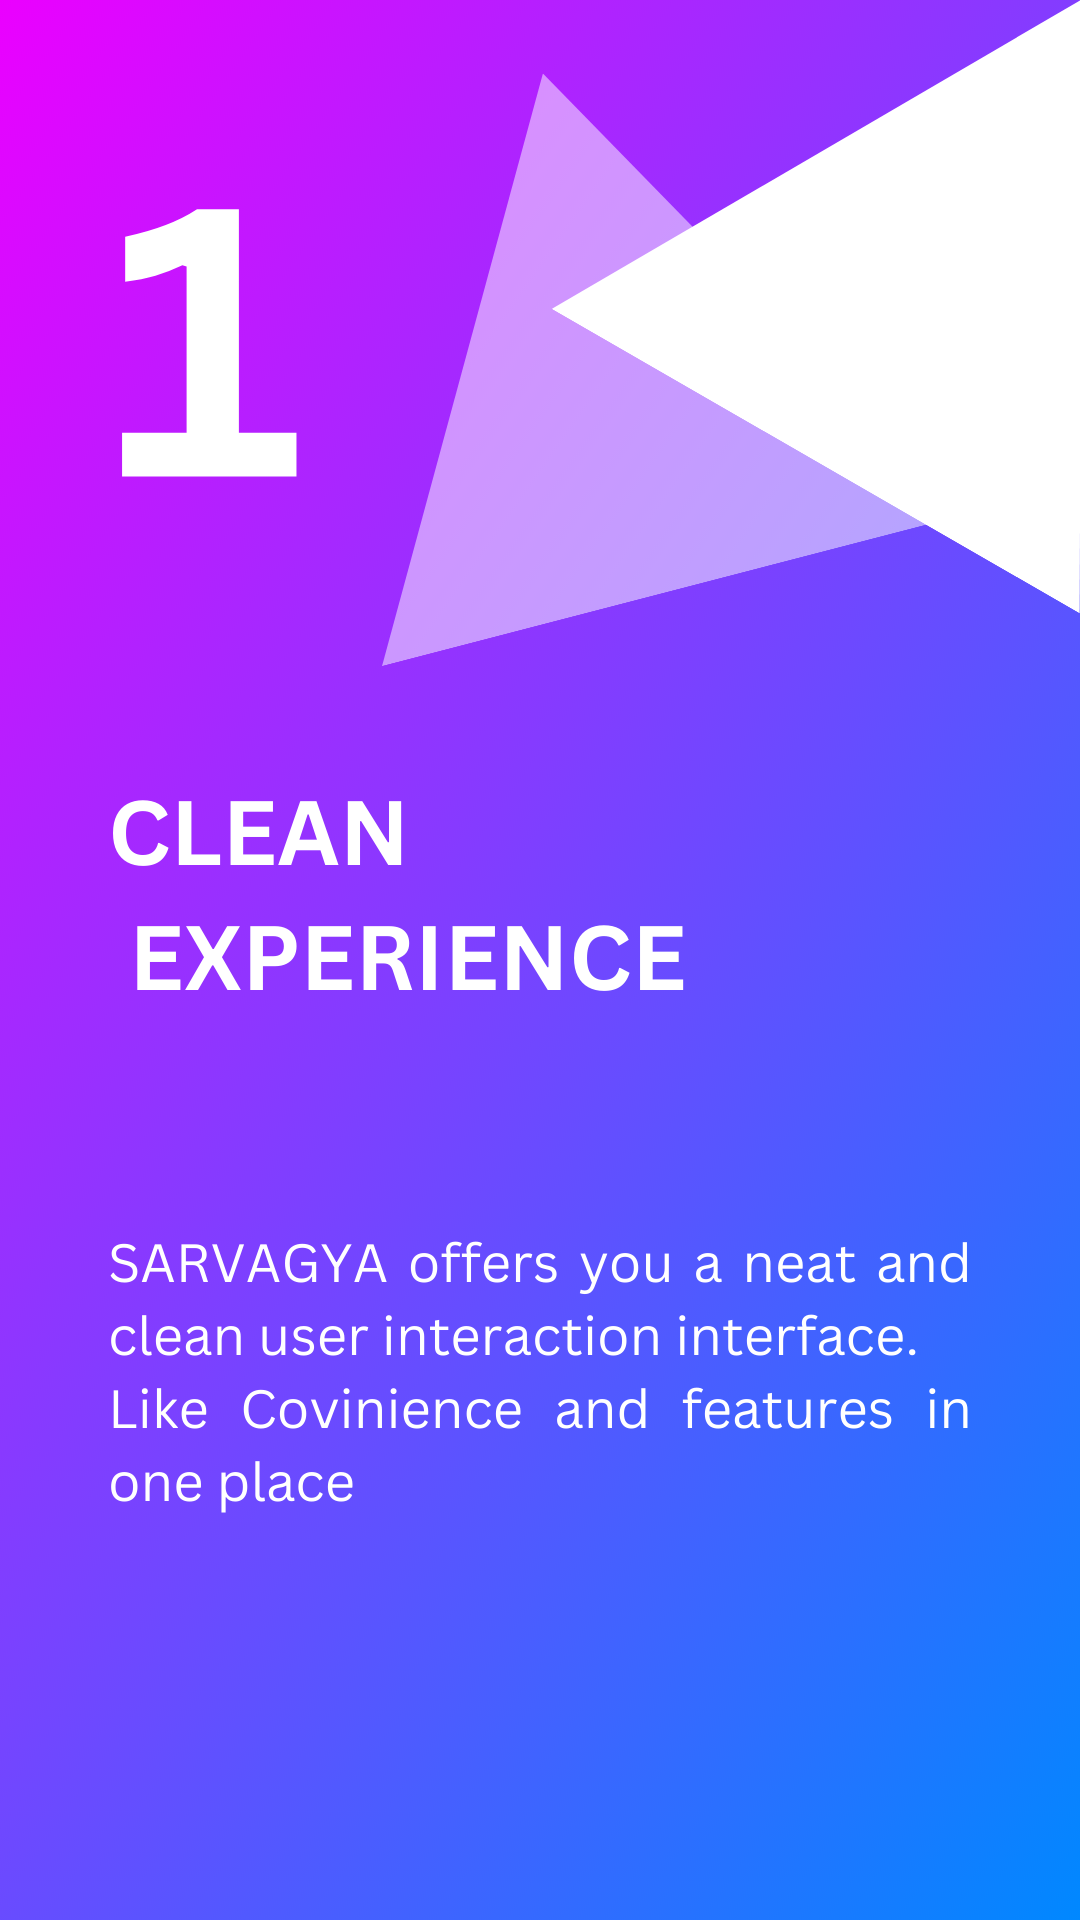 1
CLEAN
EXPERIENCE
SARVAGYA offers you a neat and
clean user interaction interface.
Like Covinience and features in
one place